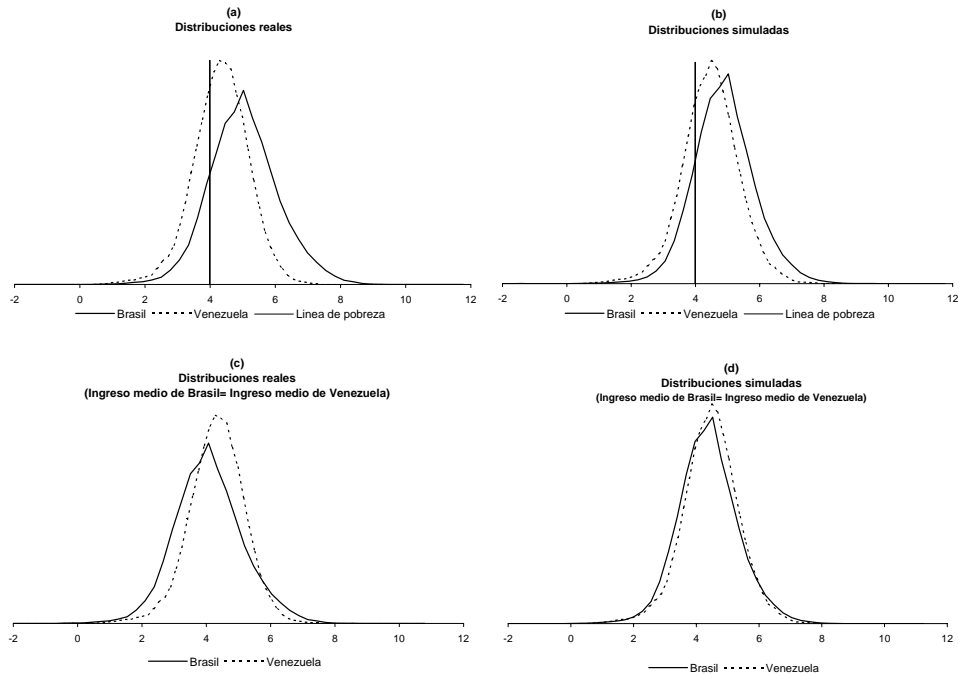 (a)
Distribuciones reales
-2 0 2 4 6 8 10 12
Brasil Venezuela Linea de pobreza
(b)
Distribuciones simuladas
-2 0 2 4 6 8 10 12
Brasil Venezuela Linea de pobreza
(c)
Distribuciones reales
(Ingreso medio de Brasil= Ingreso medio de Venezuela)
-2 0 2 4 6 8 10 12
Brasil Venezuela
(d)
Distribuciones simuladas
(Ingreso medio de Brasil= Ingreso medio de Venezuela)
-2 0 2 4 6 8 10 12
Brasil Venezuela